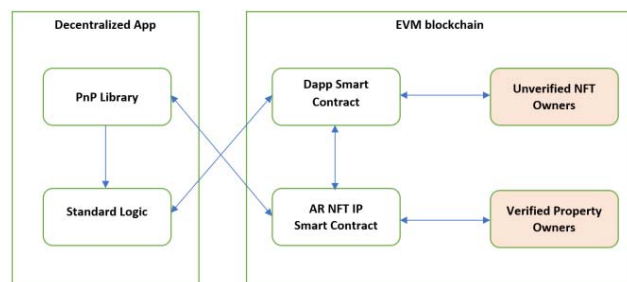 Decentralized App
EVM blockchain
PnP Library
Dapp Smart
Contract
Unverified NFT
Owners
Standard Logic
AR NFT IP
Smart Contract
Verified Property
Owners